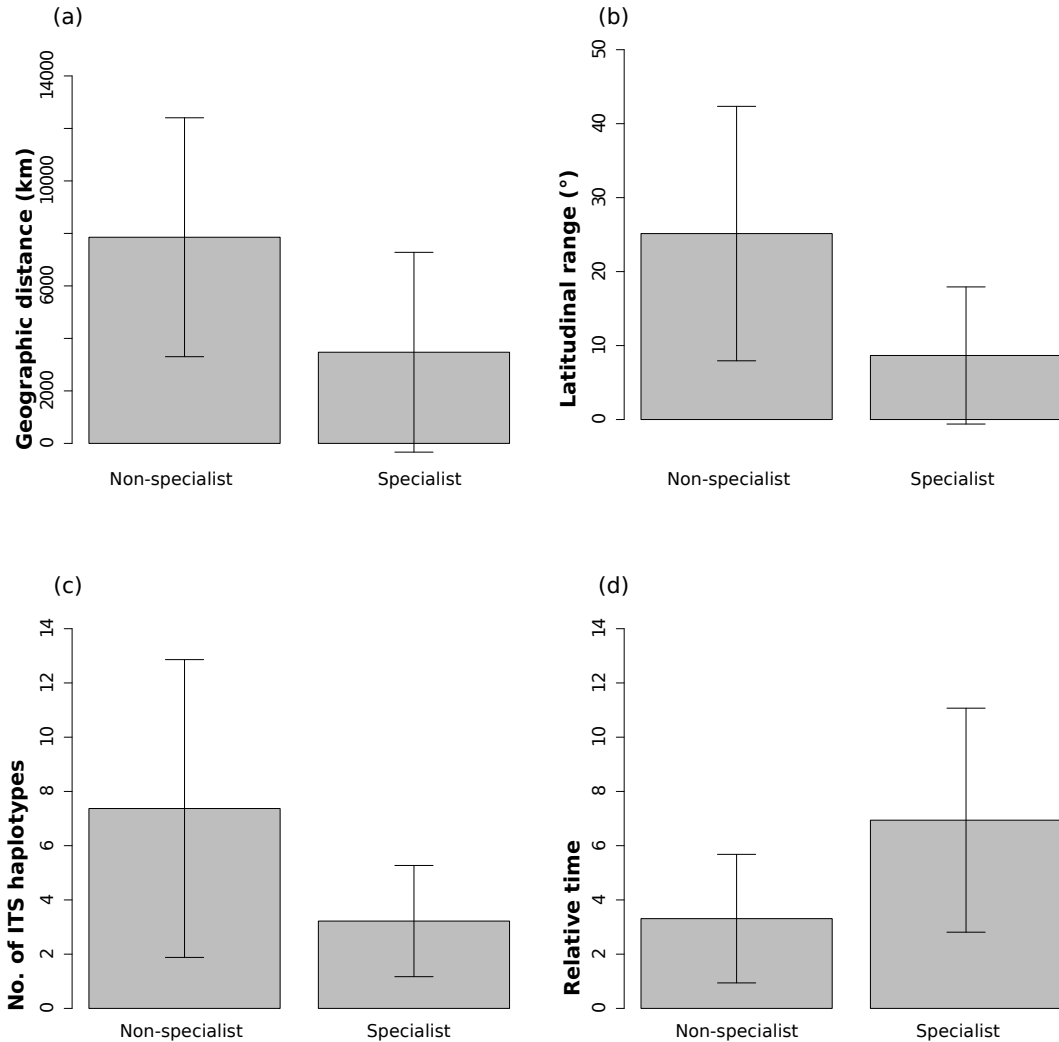 (a)
Geographic distance (km)
14000
10000
6000
2000
0
Non-specialist Specialist
(b)
Latitudinal range (°)
50
40
30
20
10
0
Non-specialist Specialist
(c)
No. of ITS haplotypes
14
12
10
8
6
4
2
0
Non-specialist Specialist
(d)
Relative time
14
12
10
8
6
4
2
0
Non-specialist Specialist